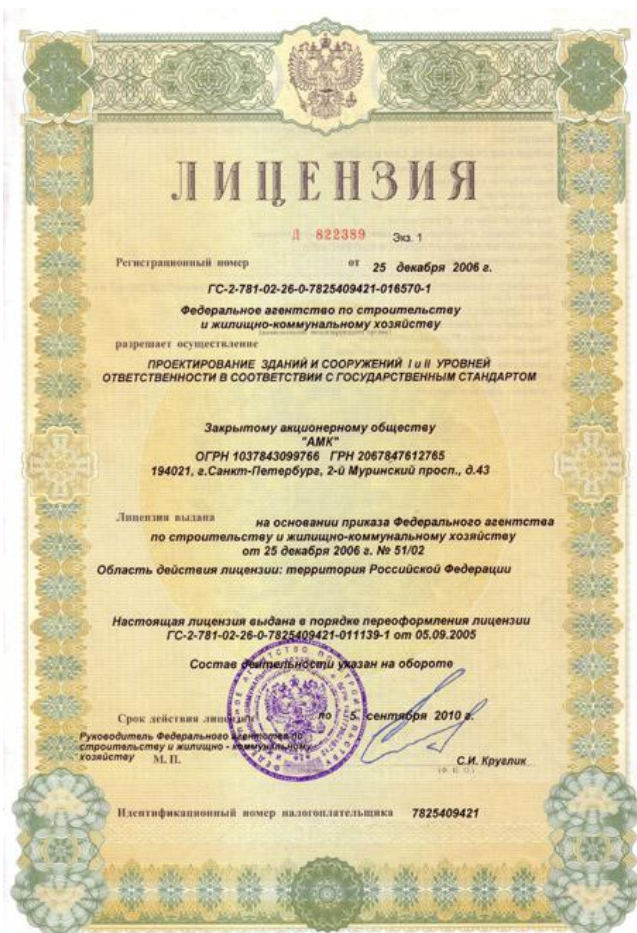 ЛИЦЕНЗИЯ
Д 822389 Экз. 1
Регистрационный номер от 25 декабря 2006 г.
ГС-2-781-02-26-0-7825409421-016570-1
Федеральное агентство по строительству
и жилищно-коммунальному хозяйству
(наименование лицензирующего органа)
разрешает осуществление
ПРОЕКТИРОВАНИЕ ЗДАНИЙ И СООРУЖЕНИЙ I и II УРОВНЕЙ
ОТВЕТСТВЕННОСТИ В СООТВЕТСТВИИ С ГОСУДАРСТВЕННЫМ СТАНДАРТОМ
Закрытому акционерному обществу
"АМК"
ОГРН 1037843099766 ГРН 2067847612765
194021, г.Санкт-Петербург, 2-й Муринский просп., д.43
Лицензия выдана на основании приказа Федерального агентства
по строительству и жилищно-коммунальному хозяйству
от 25 декабря 2006 г. № 51/02
Область действия лицензии: территория Российской Федерации
Настоящая лицензия выдана в порядке переоформления лицензии
ГС-2-781-02-26-0-7825409421-011139-1 от 05.09.2005
Состав деятельности указан на обороте
Срок действия лицензии по 5 сентября 2010 г.
Руководитель Федерального агентства по
строительству и жилищно - коммунальному
хозяйству М. П. С.И. Круглик
(Ф. И. О.)
Идентификационный номер налогоплательщика 7825409421